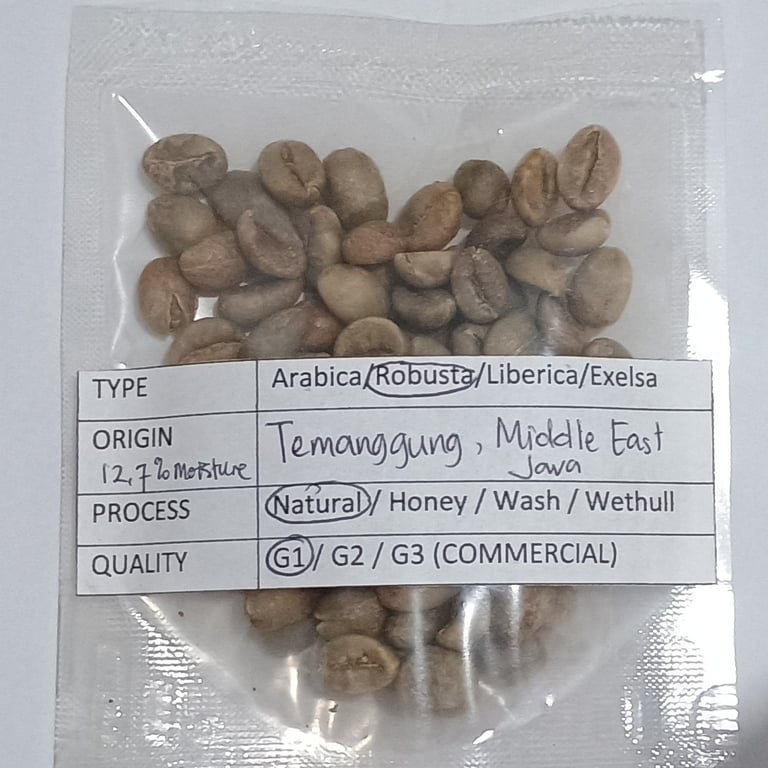 TYPE
Arabica/Robusta/Liberica/Exelsa
ORIGIN
12,7% Moisture
Temanggung, Middle East
Java
PROCESS
Natural/ Honey / Wash / Wethull
QUALITY
G1/ G2 / G3 (COMMERCIAL)